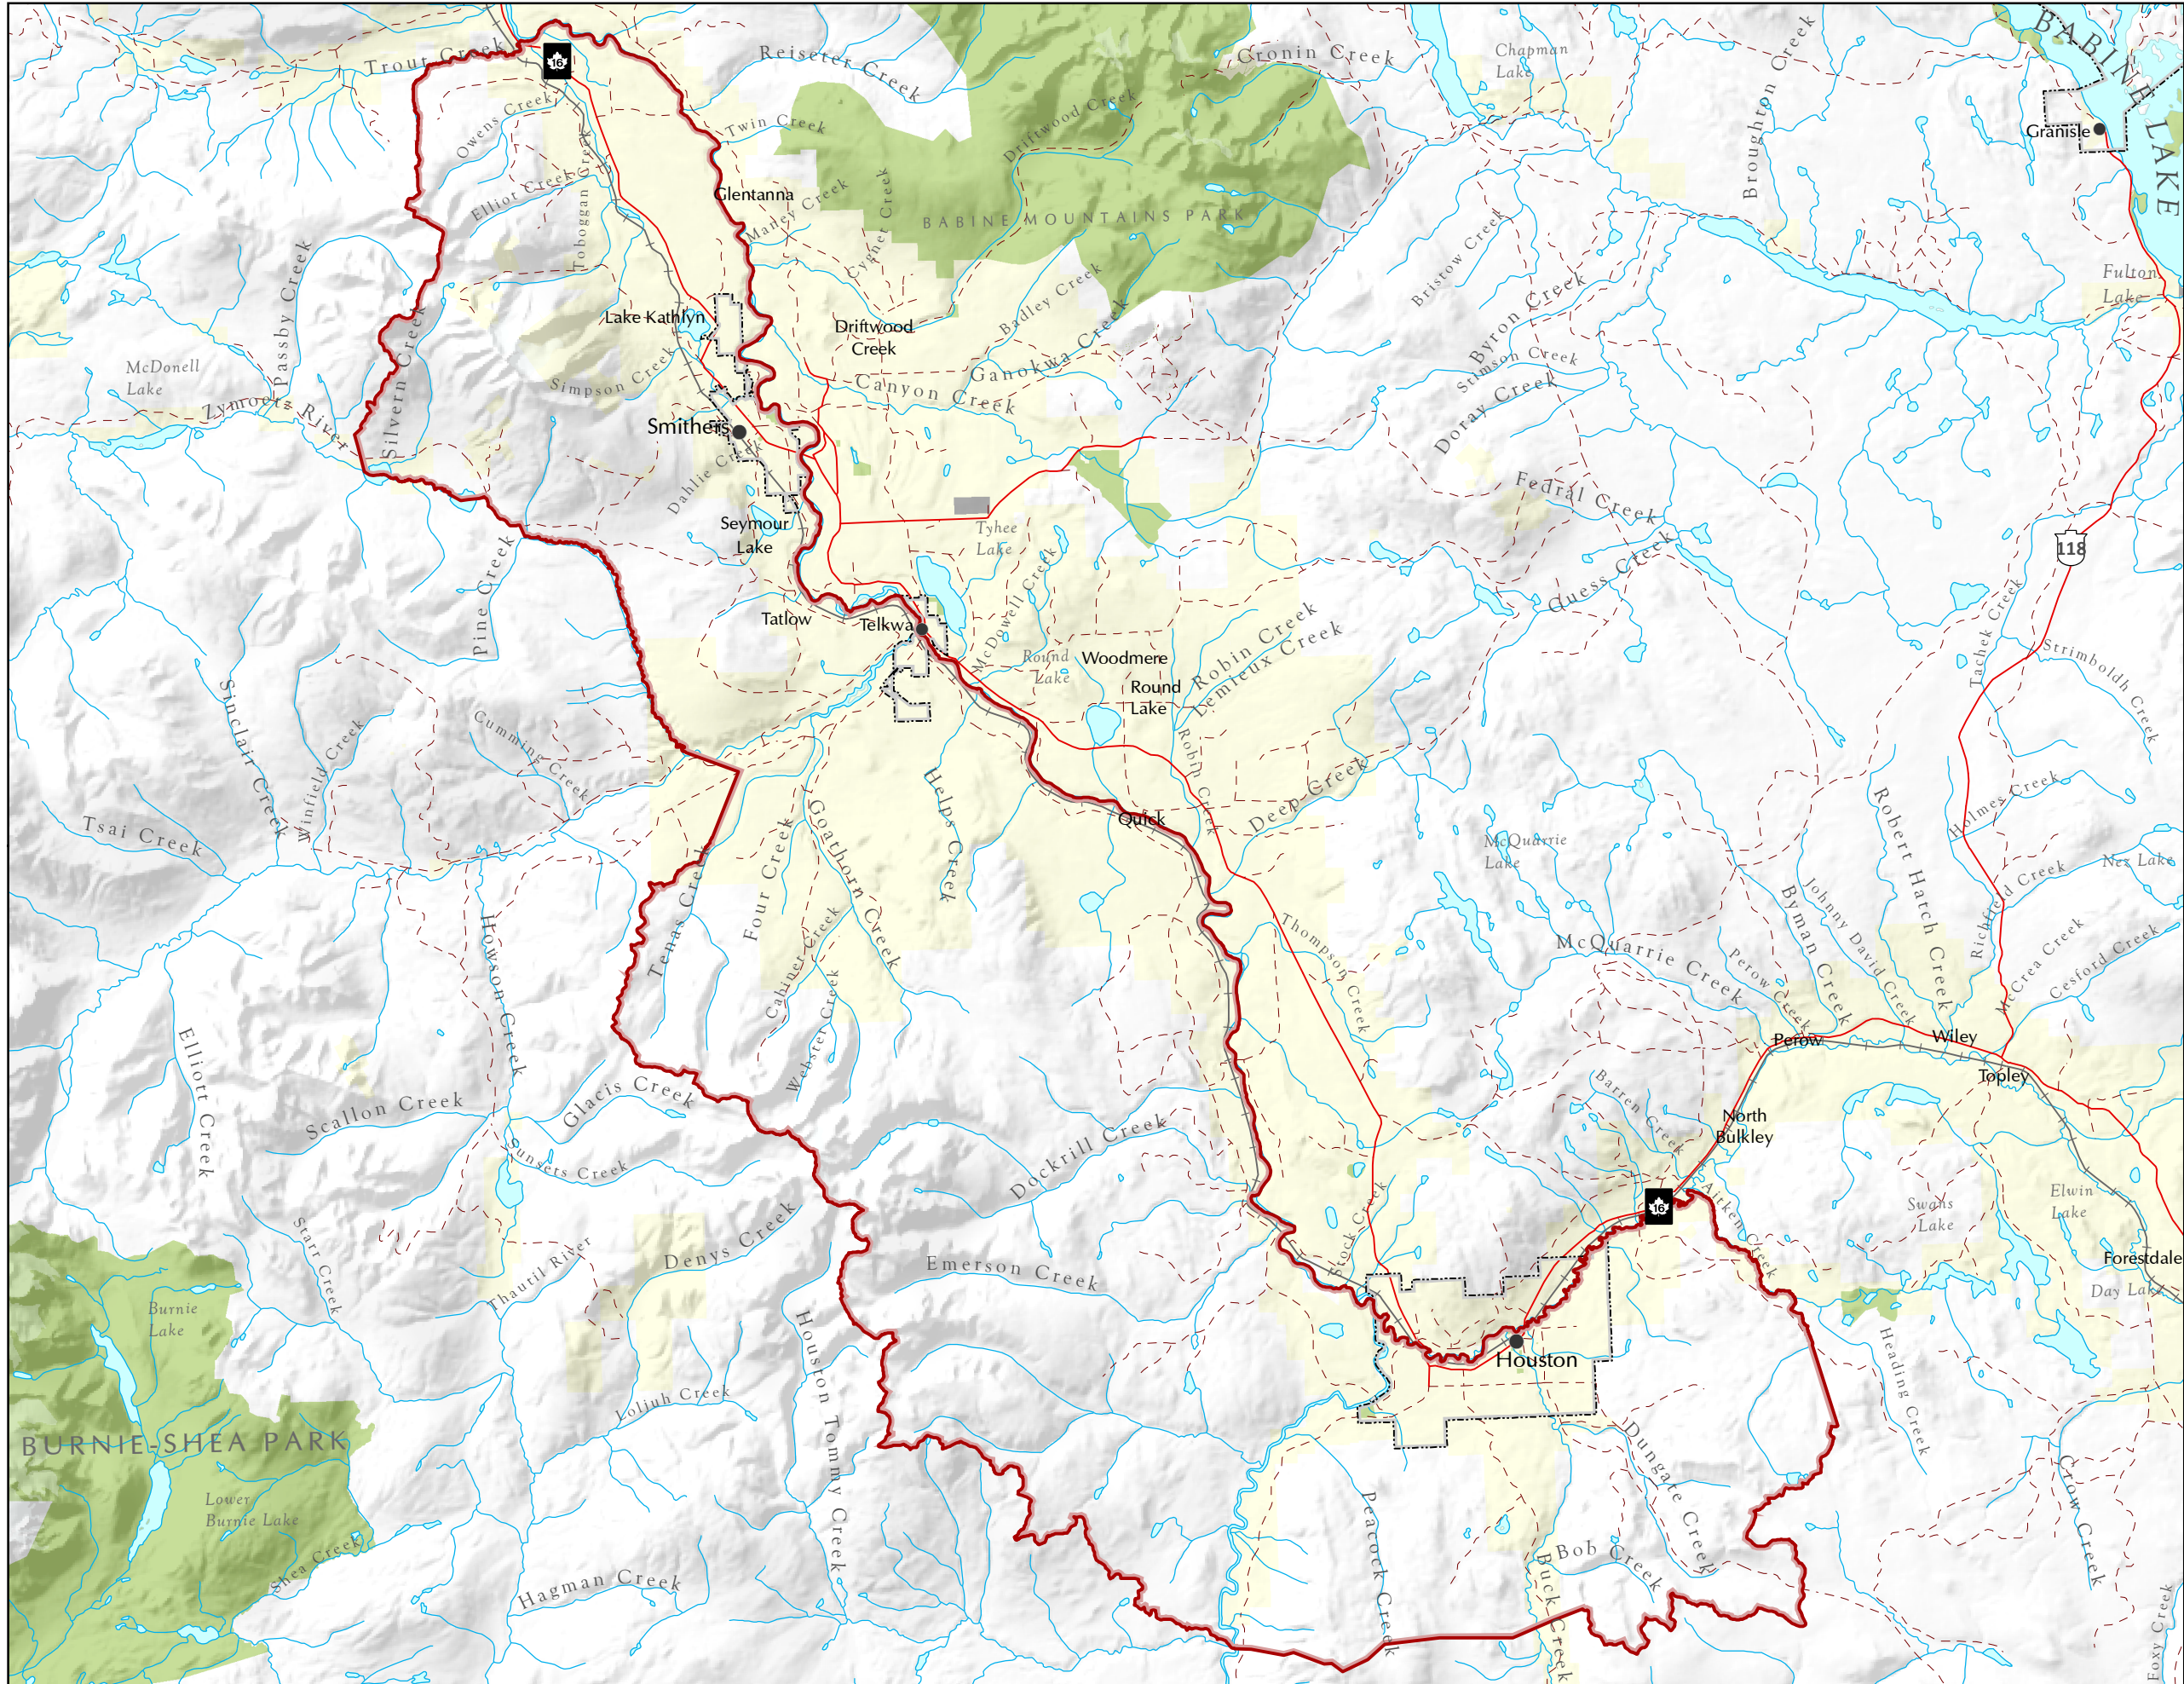 Trout Creek
16
Reiseter Creek
Cronin Creek
Chapman
Lake
Broughton Creek
BABINE
LAKE
Granisle
Owens Creek
Twin Creek
Driftwood Creek
Elliot Creek
Toboggan Creek
Glentanna
Maney Creek
Cygnet Creek
BABINE MOUNTAINS PARK
Passby Creek
Badley Creek
Bristow Creek
Byron Creek
Fulton
Lake
Lake Kathlyn
Driftwood
Creek
Ganokwa Creek
Stimson Creek
McDonell
Lake
Silvern Creek
Simpson Creek
Canyon Creek
Doray Creek
Zymoetz River
Smithers
Dahlie Creek
Fedral Creek
Seymour
Lake
Tyhee
Lake
118
Pine Creek
McDowell Creek
Guess Creek
Tachek Creek
Tatlow
Telkwa
Robin Creek
Lemieux Creek
Strimboldh Creek
Round
Lake
Woodmere
Round
Lake
Sinclair Creek
Winfield Creek
Cumming Creek
Robin Creek
Helps Creek
Deep Creek
Holmes Creek
Tsai Creek
Goathorn Creek
Four Creek
Quick
McQuarrie
Lake
Robert Hatch Creek
Nez Lake
Tenas Creek
Johnny David Creek
Byman Creek
Richfield Creek
Howson Creek
Cabinet Creek
Thompson Creek
McQuarrie Creek
Perow Creek
McCrea Creek
Cesford Creek
Webster Creek
Elliott Creek
Perow
Wiley
Topley
Scallon Creek
Glacis Creek
Barren Creek
North
Bulkley
Sunsets Creek
Dockrill Creek
Aitken Creek
16
Swans
Lake
Elwin
Lake
Starr Creek
Thautil River
Denys Creek
Emerson Creek
Stock Creek
Forestdale
Day Lake
Burnie
Lake
Houston Tommy Creek
Houston
Heading Creek
Loljuh Creek
BURNIE-SHEA PARK
Dungate Creek
Crow Creek
Lower
Burnie Lake
Peacock Creek
Shea Creek
Bob Creek
Buck Creek
Hagman Creek
Foxy Creek